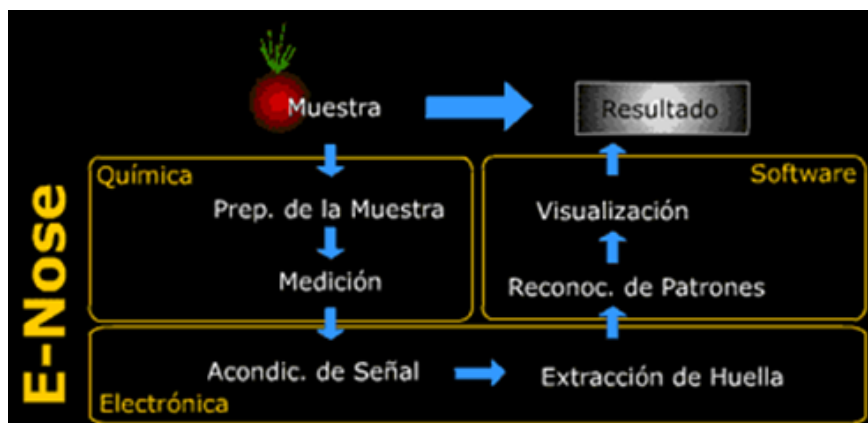 E-Nose
Muestra
Resultado
Química
Prep. de la Muestra
Medición
Software
Visualización
Reconoc. de Patrones
Acondic. de Señal
Extracción de Huella
Electrónica